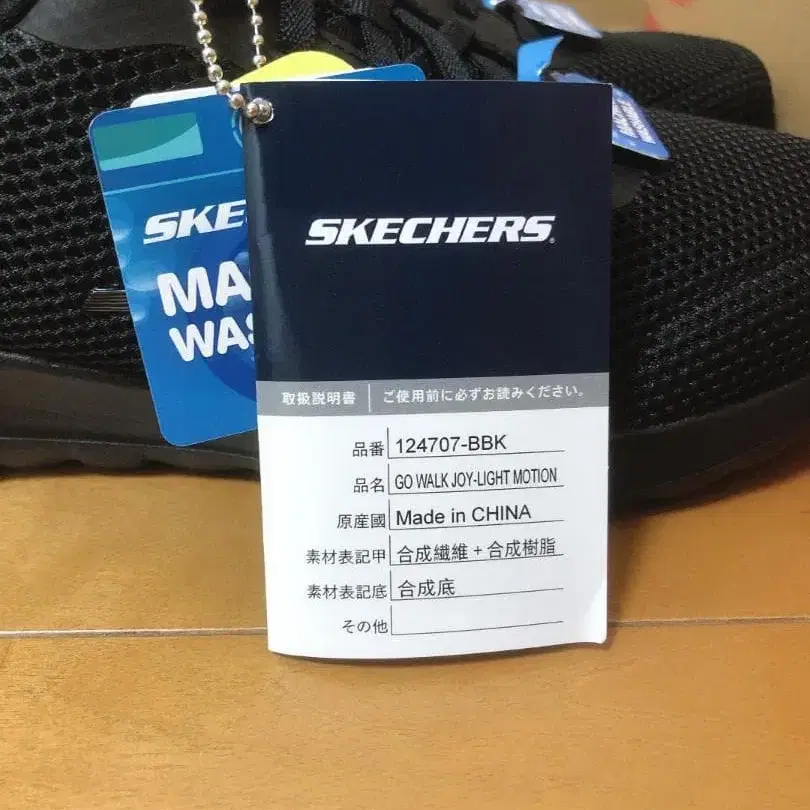 SKE
MA
WAS
SKECHERS
取扱説明書 ご使用前に必ずお読みください。
品番 124707-BBK
品名 GO WALK JOY-LIGHT MOTION
原産國 Made in CHINA
素材表記甲 合成繊維+合成樹脂
素材表記底 合成底
その他